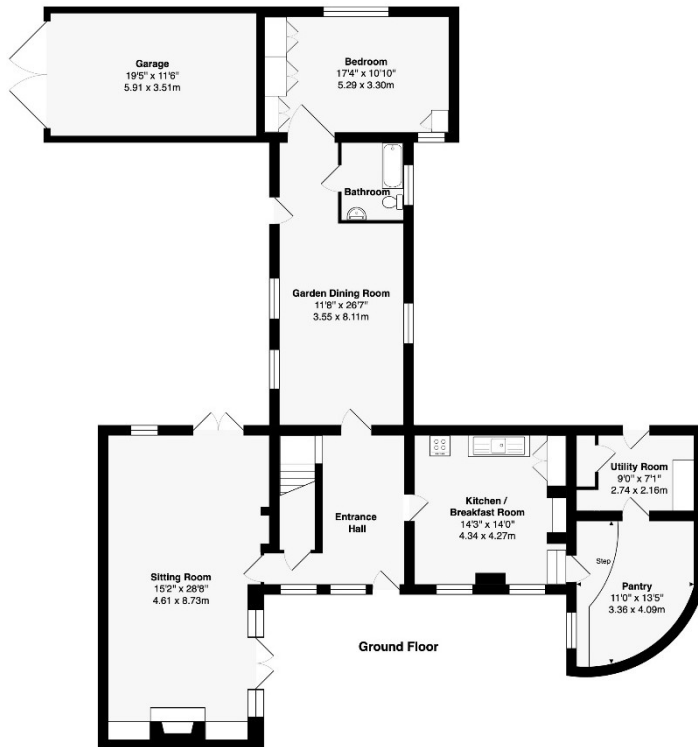 Garage
19'5" x 11'6"
5.91 x 3.51m
Bedroom
17'4" x 10'10"
5.29 x 3.30m
Bathroom
Garden Dining Room
11'8" x 26'7"
3.55 x 8.11m
Utility Room
9'0" x 7'1"
2.74 x 2.16m
Kitchen /
Breakfast Room
14'3" x 14'0"
4.34 x 4.27m
Entrance
Hall
Step
Sitting Room
15'2" x 28'8"
4.61 x 8.73m
Pantry
11'0" x 13'5"
3.36 x 4.09m
Ground Floor